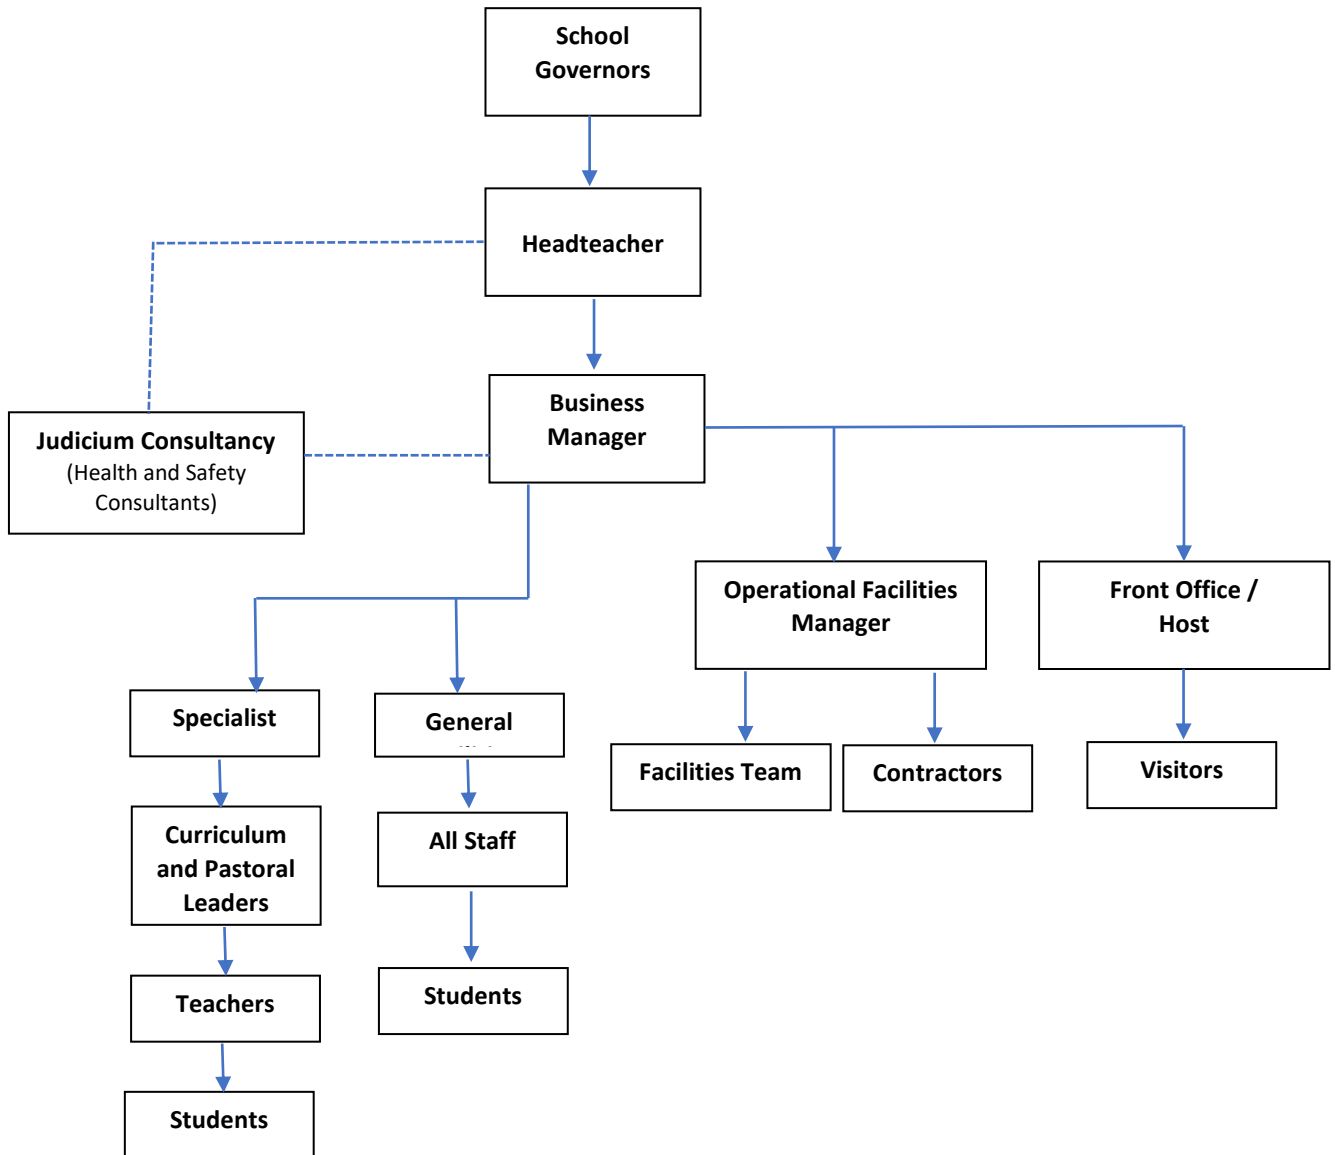 School
Governors
Headteacher
Business
Manager
Judicium Consultancy
(Health and Safety
Consultants)
Operational Facilities
Manager
Front Office /
Host
Specialist
General
Facilities Team
Contractors
Visitors
Curriculum
and Pastoral
Leaders
All Staff
Teachers
Students
Students